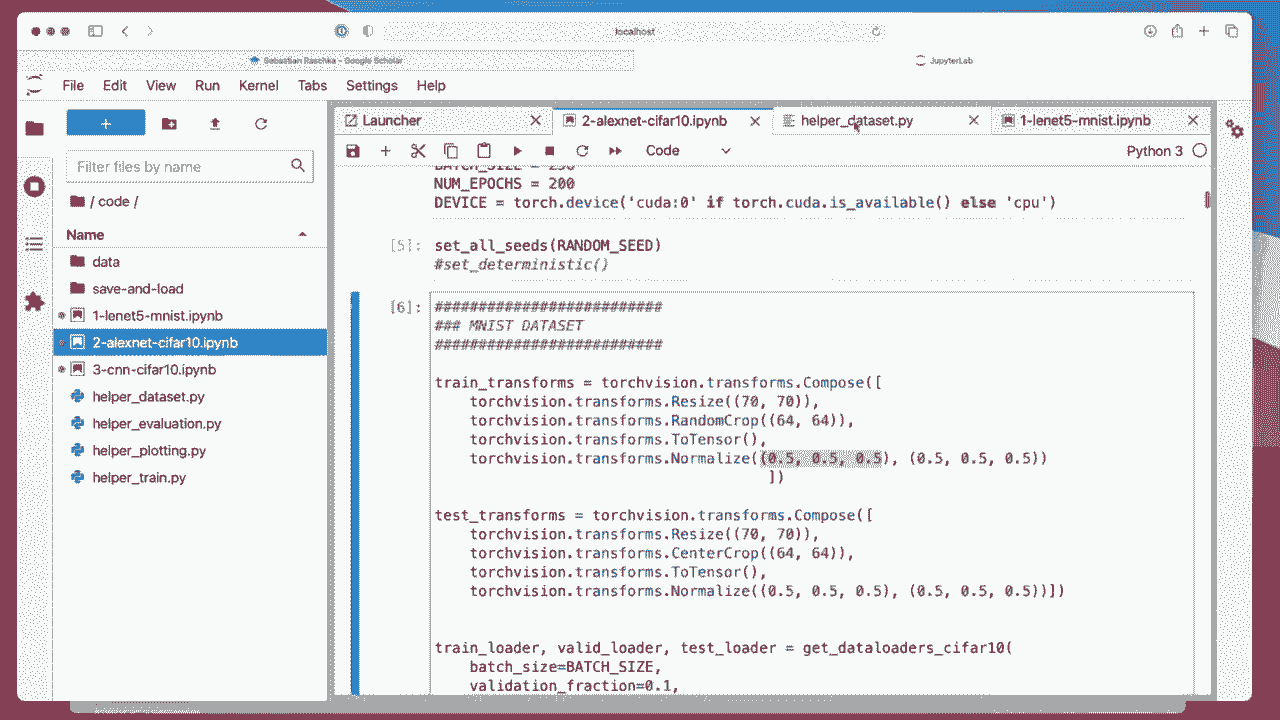 localhost
Sebastian Raschka - Google Scholar
JupyterLab
File Edit View Run Kernel Tabs Settings Help
Launcher
2-alexnet-cifar10.ipynb
helper_dataset.py
1-lenet5-mnist.ipynb
Filter files by name
Code
Python 3
/ code /
Name
data
save-and-load
1-lenet5-mnist.ipynb
2-alexnet-cifar10.ipynb
3-cnn-cifar10.ipynb
helper_dataset.py
helper_evaluation.py
helper_plotting.py
helper_train.py
NUM_EPOCHS = 200
DEVICE = torch.device('cuda:0' if torch.cuda.is_available() else 'cpu')
[5]: set_all_seeds(RANDOM_SEED)
#set_deterministic()
[6]: ##########################
### MNIST DATASET
##########################
train_transforms = torchvision.transforms.Compose([
torchvision.transforms.Resize((70, 70)),
torchvision.transforms.RandomCrop((64, 64)),
torchvision.transforms.ToTensor(),
torchvision.transforms.Normalize((0.5, 0.5, 0.5), (0.5, 0.5, 0.5))
])
test_transforms = torchvision.transforms.Compose([
torchvision.transforms.Resize((70, 70)),
torchvision.transforms.CenterCrop((64, 64)),
torchvision.transforms.ToTensor(),
torchvision.transforms.Normalize((0.5, 0.5, 0.5), (0.5, 0.5, 0.5))])
train_loader, valid_loader, test_loader = get_dataloaders_cifar10(
batch_size=BATCH_SIZE,
validation_fraction=0.1,